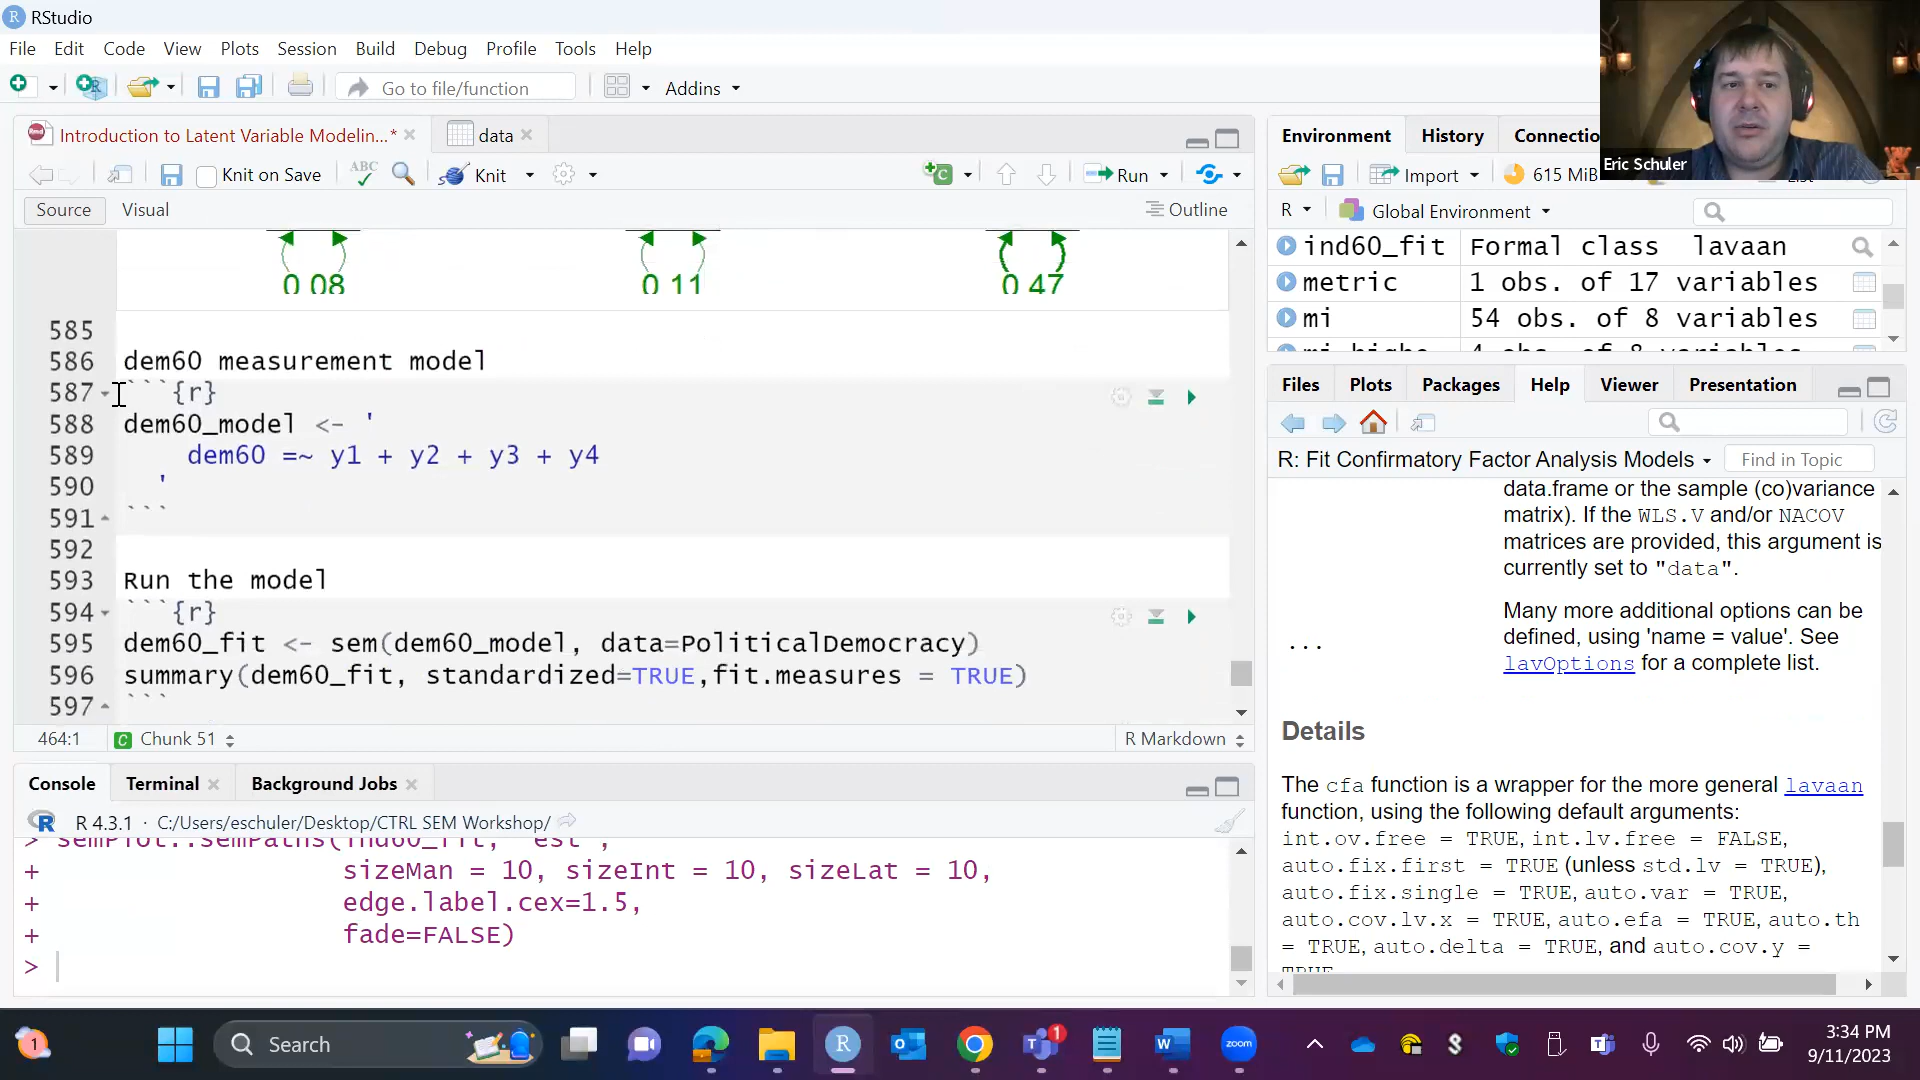 RStudio
File Edit Code View Plots Session Build Debug Profile Tools Help
Go to file/function Addins
Introduction to Latent Variable Modelin...* data
Knit on Save ABC Knit Run
Source Visual Outline
0.08 0.11 0.47
585
586 dem60 measurement model
587 ```{r}
588 dem60_model <- '
589 dem60 =~ y1 + y2 + y3 + y4
590 '
591 ```
592
593 Run the model
594 ```{r}
595 dem60_fit <- sem(dem60_model, data=PoliticalDemocracy)
596 summary(dem60_fit, standardized=TRUE,fit.measures = TRUE)
597 ```
464:1 C Chunk 51 R Markdown
Console Terminal Background Jobs
R R 4.3.1 · C:/Users/eschuler/Desktop/CTRL SEM Workshop/
> semPlot::semPaths(ind60_fit, "est",
+ sizeMan = 10, sizeInt = 10, sizeLat = 10,
+ edge.label.cex=1.5,
+ fade=FALSE)
>
Eric Schuler
Environment History Connectio
Import 615 MiB
R Global Environment
ind60_fit Formal class lavaan
metric 1 obs. of 17 variables
mi 54 obs. of 8 variables
Files Plots Packages Help Viewer Presentation
R: Fit Confirmatory Factor Analysis Models Find in Topic
data.frame or the sample (co)variance
matrix). If the WLS.V and/or NACOV
matrices are provided, this argument is
currently set to "data".
Many more additional options can be
defined, using 'name = value'. See
... lavOptions for a complete list.
Details
The cfa function is a wrapper for the more general lavaan
function, using the following default arguments:
int.ov.free = TRUE, int.lv.free = FALSE,
auto.fix.first = TRUE (unless std.lv = TRUE),
auto.fix.single = TRUE, auto.var = TRUE,
auto.cov.lv.x = TRUE, auto.efa = TRUE, auto.th
= TRUE, auto.delta = TRUE, and auto.cov.y =
TRUE
1 Search R 1 W zoom S
3:34 PM
9/11/2023